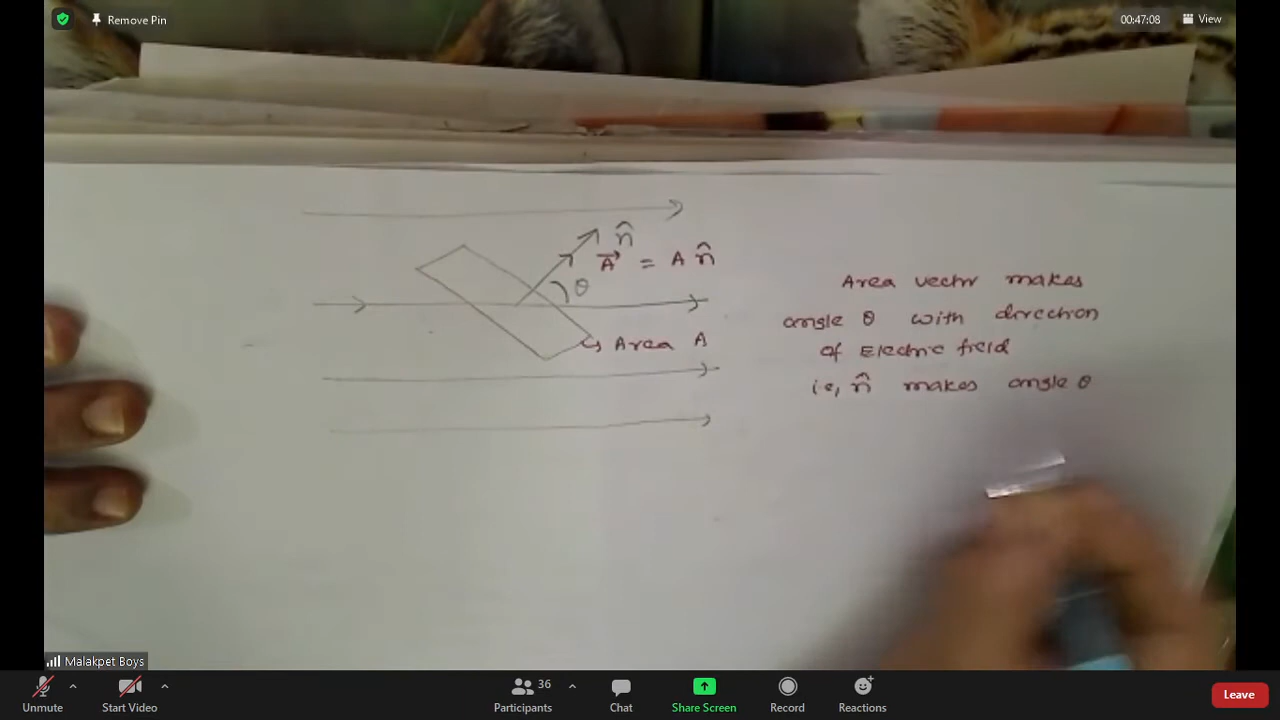 Remove Pin
00:47:08
View
n̂
A⃗ = A n̂
θ
Area A
Area vectr makes
angle θ with direction
of Electric field
i.e, n̂ makes angle θ
Malakpet Boys
Unmute
Start Video
36
Participants
Chat
Share Screen
Record
Reactions
Leave